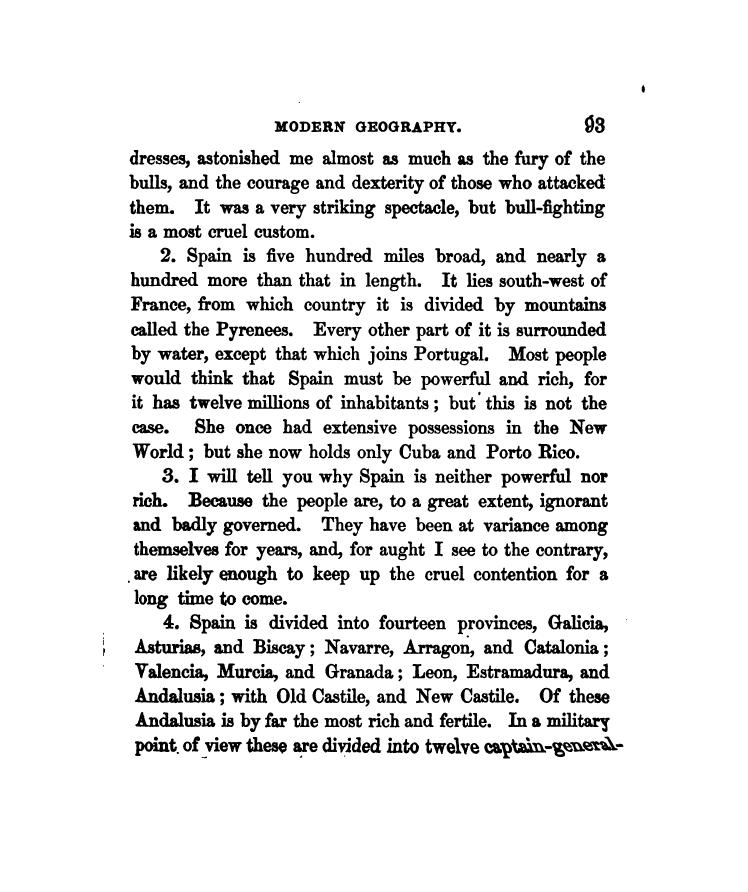 MODERN GEOGRAPHY. 93
dresses, astonished me almost as much as the fury of the
bulls, and the courage and dexterity of those who attacked
them. It was a very striking spectacle, but bull-fighting
is a most cruel custom.
2. Spain is five hundred miles broad, and nearly a
hundred more than that in length. It lies south-west of
France, from which country it is divided by mountains
called the Pyrenees. Every other part of it is surrounded
by water, except that which joins Portugal. Most people
would think that Spain must be powerful and rich, for
it has twelve millions of inhabitants; but this is not the
case. She once had extensive possessions in the New
World; but she now holds only Cuba and Porto Rico.
3. I will tell you why Spain is neither powerful nor
rich. Because the people are, to a great extent, ignorant
and badly governed. They have been at variance among
themselves for years, and, for aught I see to the contrary,
are likely enough to keep up the cruel contention for a
long time to come.
4. Spain is divided into fourteen provinces, Galicia,
Asturias, and Biscay; Navarre, Arragon, and Catalonia;
Valencia, Murcia, and Granada; Leon, Estramadura, and
Andalusia; with Old Castile, and New Castile. Of these
Andalusia is by far the most rich and fertile. In a military
point of view these are divided into twelve captain-general-